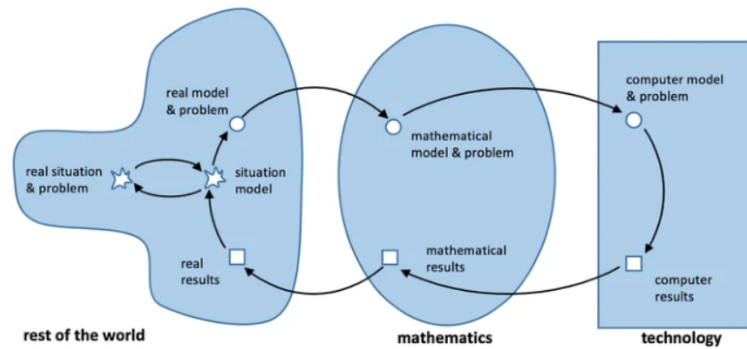 real model
& problem
real situation
& problem
situation
model
real
results
rest of the world
mathematical
model & problem
mathematical
results
mathematics
computer model
& problem
computer
results
technology